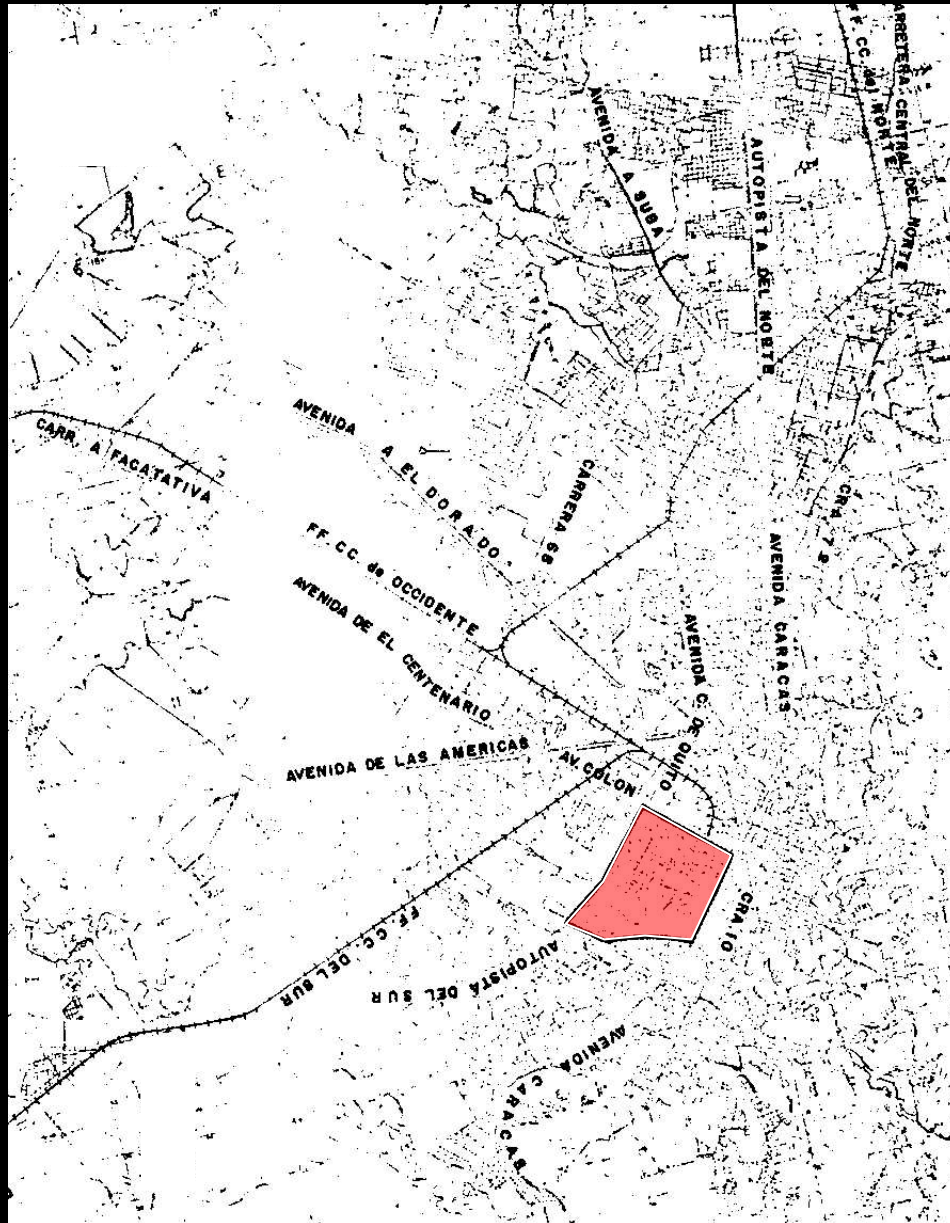 CARRETERA CENTRAL DEL NORTE
FF. CC. del NORTE
AVENIDA A SUBA
AUTOPISTA DEL NORTE
AVENIDA A EL DORADO
CARR. A FACATATIVA
CARRERA 68
CRA 7ª
FF. CC. de OCCIDENTE
AVENIDA CARACAS
AVENIDA DE EL CENTENARIO
AVENIDA C. DE QUITO
AVENIDA DE LAS AMERICAS
AV. COLON
CRA 10
FF. CC. DEL SUR
AUTOPISTA DEL SUR
AVENIDA CARACAS